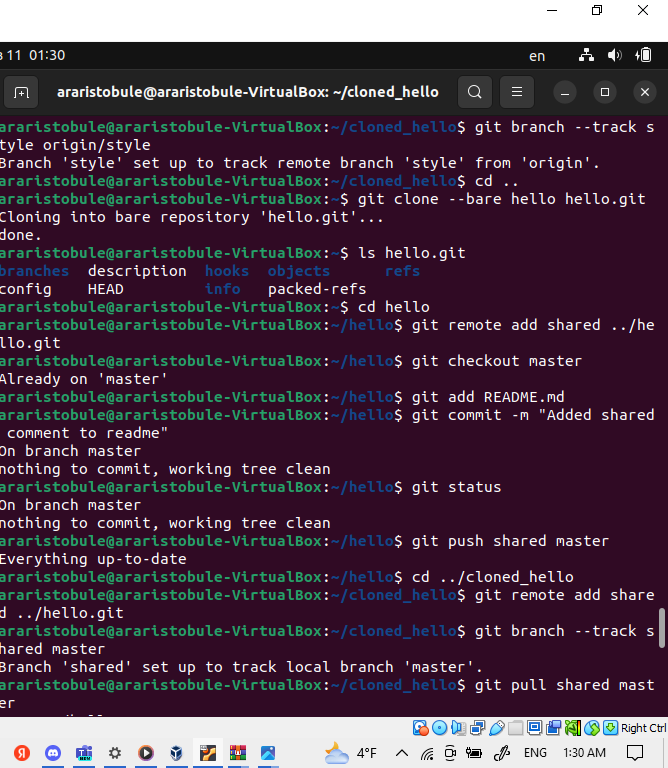 11 01:30
en
araristobule@araristobule-VirtualBox: ~/cloned_hello
araristobule@araristobule-VirtualBox:~/cloned_hello$ git branch --track s
tyle origin/style
Branch 'style' set up to track remote branch 'style' from 'origin'.
araristobule@araristobule-VirtualBox:~/cloned_hello$ cd ..
araristobule@araristobule-VirtualBox:~$ git clone --bare hello hello.git
Cloning into bare repository 'hello.git'...
done.
araristobule@araristobule-VirtualBox:~$ ls hello.git
branches description hooks objects refs
config HEAD info packed-refs
araristobule@araristobule-VirtualBox:~$ cd hello
araristobule@araristobule-VirtualBox:~/hello$ git remote add shared ../he
llo.git
araristobule@araristobule-VirtualBox:~/hello$ git checkout master
Already on 'master'
araristobule@araristobule-VirtualBox:~/hello$ git add README.md
araristobule@araristobule-VirtualBox:~/hello$ git commit -m "Added shared
comment to readme"
On branch master
nothing to commit, working tree clean
araristobule@araristobule-VirtualBox:~/hello$ git status
On branch master
nothing to commit, working tree clean
araristobule@araristobule-VirtualBox:~/hello$ git push shared master
Everything up-to-date
araristobule@araristobule-VirtualBox:~/hello$ cd ../cloned_hello
araristobule@araristobule-VirtualBox:~/cloned_hello$ git remote add share
d ../hello.git
araristobule@araristobule-VirtualBox:~/cloned_hello$ git branch --track s
hared master
Branch 'shared' set up to track local branch 'master'.
araristobule@araristobule-VirtualBox:~/cloned_hello$ git pull shared mast
er
Right Ctrl
Я
NEW
4°F
ENG
1:30 AM